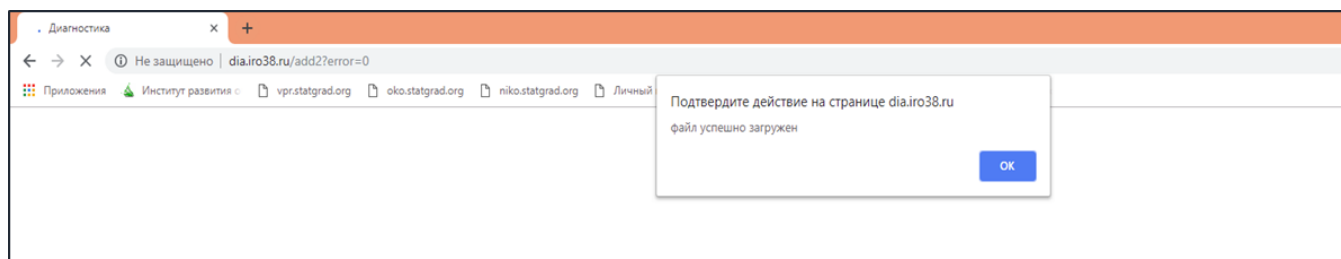 Диагностика
Не защищено | dia.iro38.ru/add2?error=0
Приложения Институт развития о vpr.statgrad.org oko.statgrad.org niko.statgrad.org Личный
Подтвердите действие на странице dia.iro38.ru
файл успешно загружен
ОК